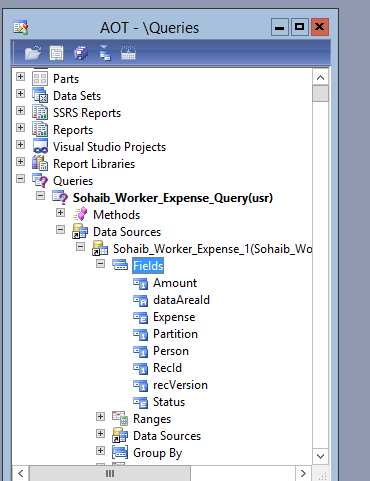 AOT - \Queries
Parts
Data Sets
SSRS Reports
Reports
Visual Studio Projects
Report Libraries
Queries
Sohaib_Worker_Expense_Query(usr)
Methods
Data Sources
Sohaib_Worker_Expense_1(Sohaib_Wo
Fields
Amount
dataAreaId
Expense
Partition
Person
RecId
recVersion
Status
Ranges
Data Sources
Group By